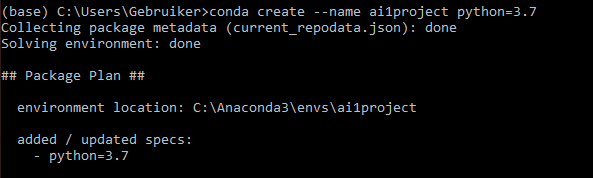 (base) C:\Users\Gebruiker>conda create --name ai1project python=3.7
Collecting package metadata (current_repodata.json): done
Solving environment: done
## Package Plan ##
environment location: C:\Anaconda3\envs\ai1project
added / updated specs:
- python=3.7